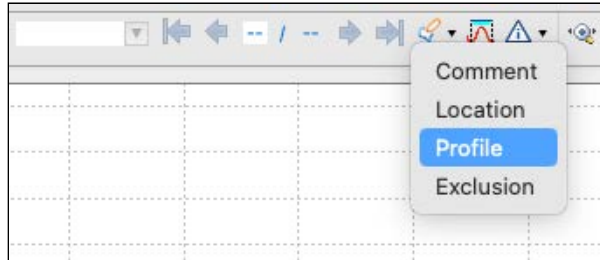 -- / --
Comment
Location
Profile
Exclusion